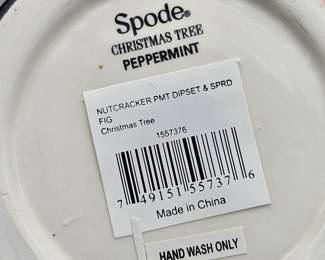 Spode®
CHRISTMAS TREE
PEPPERMINT
NUTCRACKER PMT DIPSET & SPRD
FIG
Christmas Tree
1557376
7 49151 55737 6
Made in China
HAND WASH ONLY